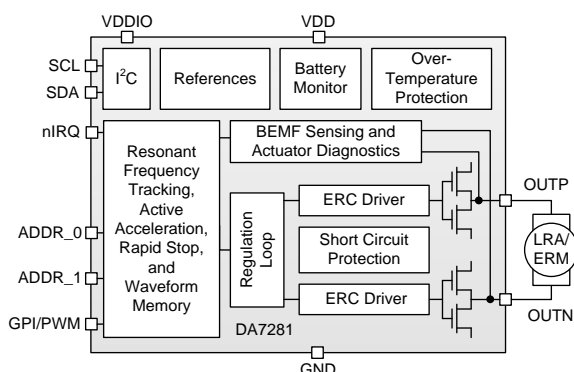 VDDIO
VDD
SCL
SDA
I²C
References
Battery
Monitor
Over-
Temperature
Protection
nIRQ
Resonant
Frequency
Tracking,
Active
Acceleration,
Rapid Stop,
and
Waveform
Memory
BEMF Sensing and
Actuator Diagnostics
Regulation
Loop
ERC Driver
Short Circuit
Protection
ERC Driver
OUTP
LRA/
ERM
OUTN
ADDR_0
ADDR_1
GPI/PWM
DA7281
GND